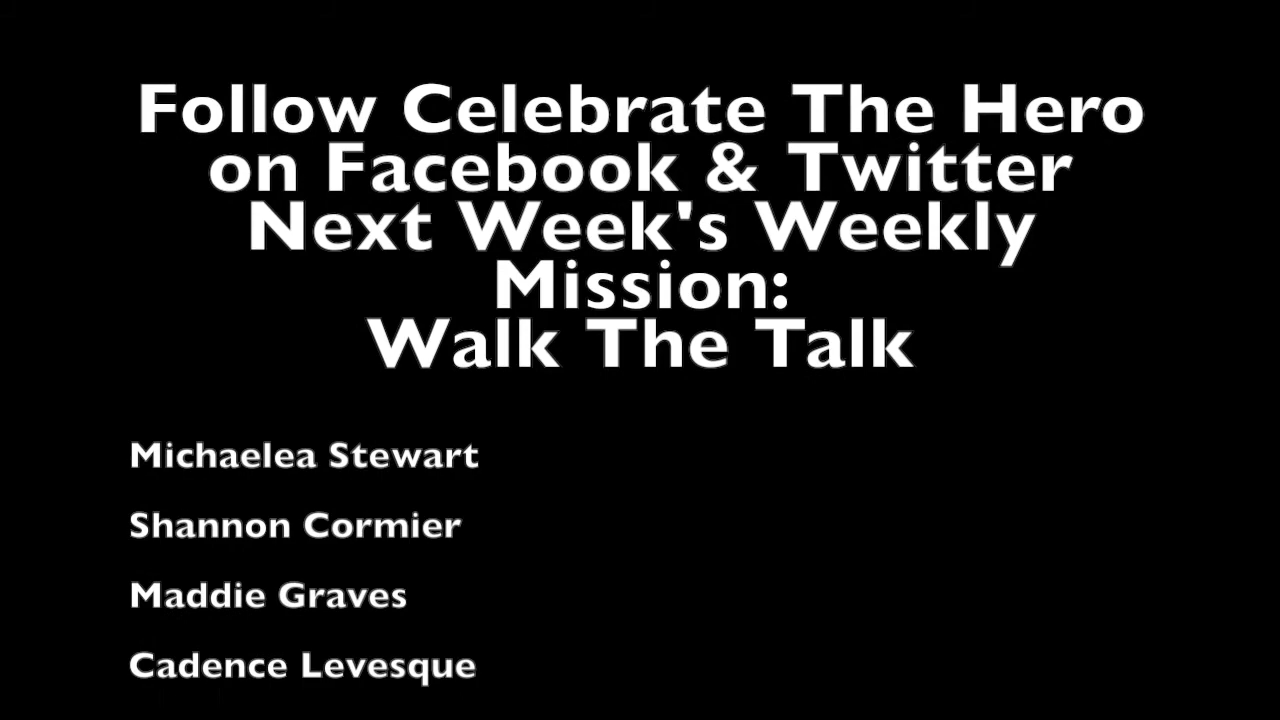 Follow Celebrate The Hero
on Facebook & Twitter
Next Week's Weekly
Mission:
Walk The Talk
Michaelea Stewart
Shannon Cormier
Maddie Graves
Cadence Levesque